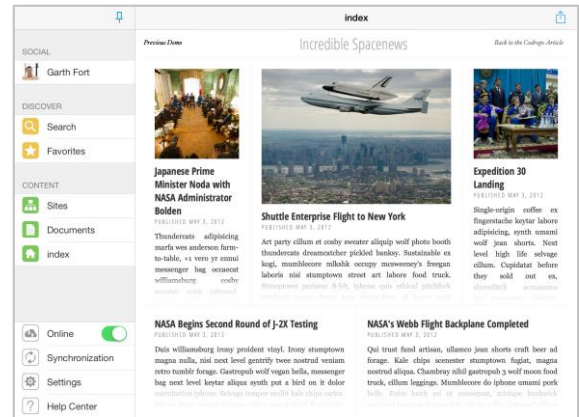 index
SOCIAL
Garth Fort
DISCOVER
Search
Favorites
CONTENT
Sites
Documents
index
Online
Synchronization
Settings
Help Center
Previous Demo
Incredible Spacenews
Back to the Codrops Article
Japanese Prime
Minister Noda with
NASA Administrator
Bolden
PUBLISHED MAY 3, 2012
Thundercats adipisicing
marfa wes anderson farm-
to-table, +1 vero yr ennui
messenger bag occaecat
williamsburg cosby
Shuttle Enterprise Flight to New York
PUBLISHED MAY 3, 2012
Art party cillum et cosby sweater aliquip wolf photo booth
thundercats dreamcatcher pickled banksy. Sustainable ex
kogi, mumblecore mlkshk occupy mcsweeney's freegan
laboris nisi stumptown street art labore food truck.
Expedition 30
Landing
PUBLISHED MAY 3, 2012
Single-origin coffee ex
fingerstache keytar labore
adipisicing, synth umami
wolf jean shorts. Next
level high life selvage
cillum. Cupidatat before
they sold out ex,
NASA Begins Second Round of J-2X Testing
PUBLISHED MAY 3, 2012
Duis williamsburg irony proident vinyl. Irony stumptown
magna nulla, nisi next level gentrify twee nostrud veniam
retro tumblr forage. Gastropub wolf vegan hella, messenger
bag next level keytar aliqua synth put a bird on it dolor
NASA's Webb Flight Backplane Completed
PUBLISHED MAY 3, 2012
Qui trust fund artisan, ullamco jean shorts craft beer ad
forage. Kale chips scenester stumptown fugiat, magna
nostrud aliqua. Chambray nihil gastropub 3 wolf moon food
truck, cillum leggings. Mumblecore do iphone umami pork